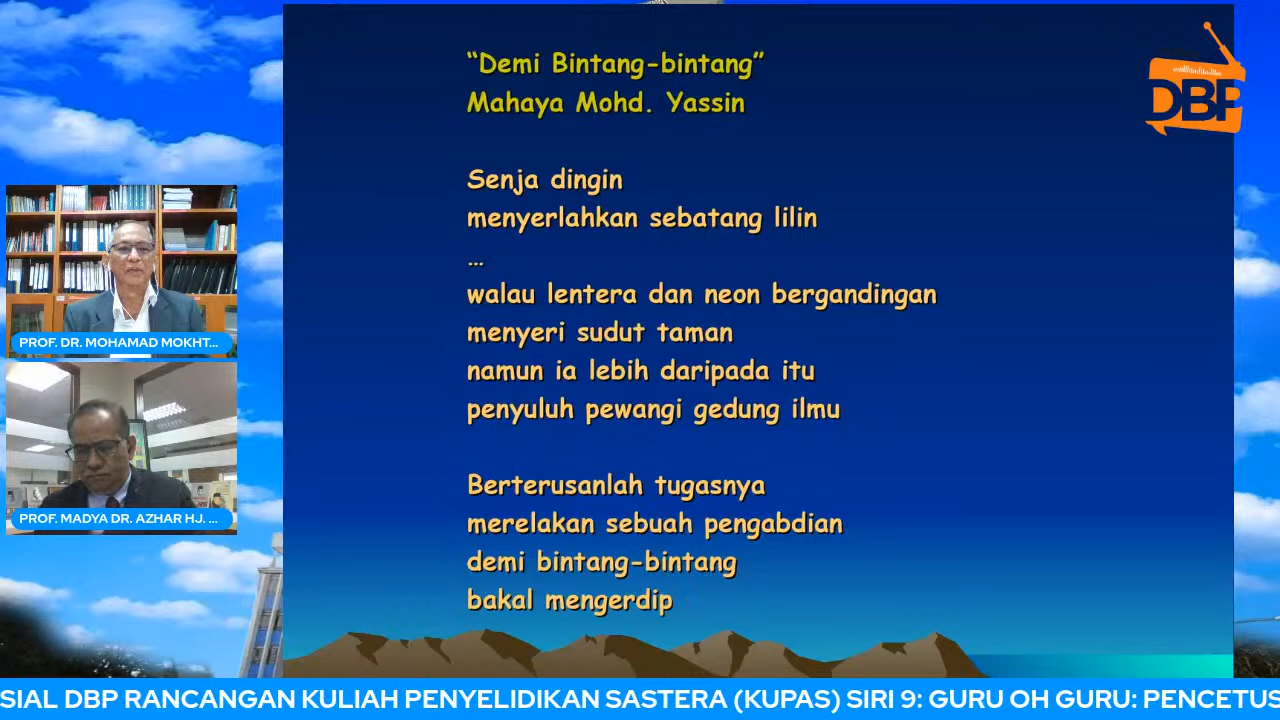 “Demi Bintang-bintang”
Mahaya Mohd. Yassin
Senja dingin
menyerlahkan sebatang lilin
...
walau lentera dan neon bergandingan
menyeri sudut taman
namun ia lebih daripada itu
penyuluh pewangi gedung ilmu
Berterusanlah tugasnya
merelakan sebuah pengabdian
demi bintang-bintang
bakal mengerdip
DBP
PROF. DR. MOHAMAD MOKHT...
PROF. MADYA DR. AZHAR HJ. ...
SIAL DBP RANCANGAN KULIAH PENYELIDIKAN SASTERA (KUPAS) SIRI 9: GURU OH GURU: PENCETUS